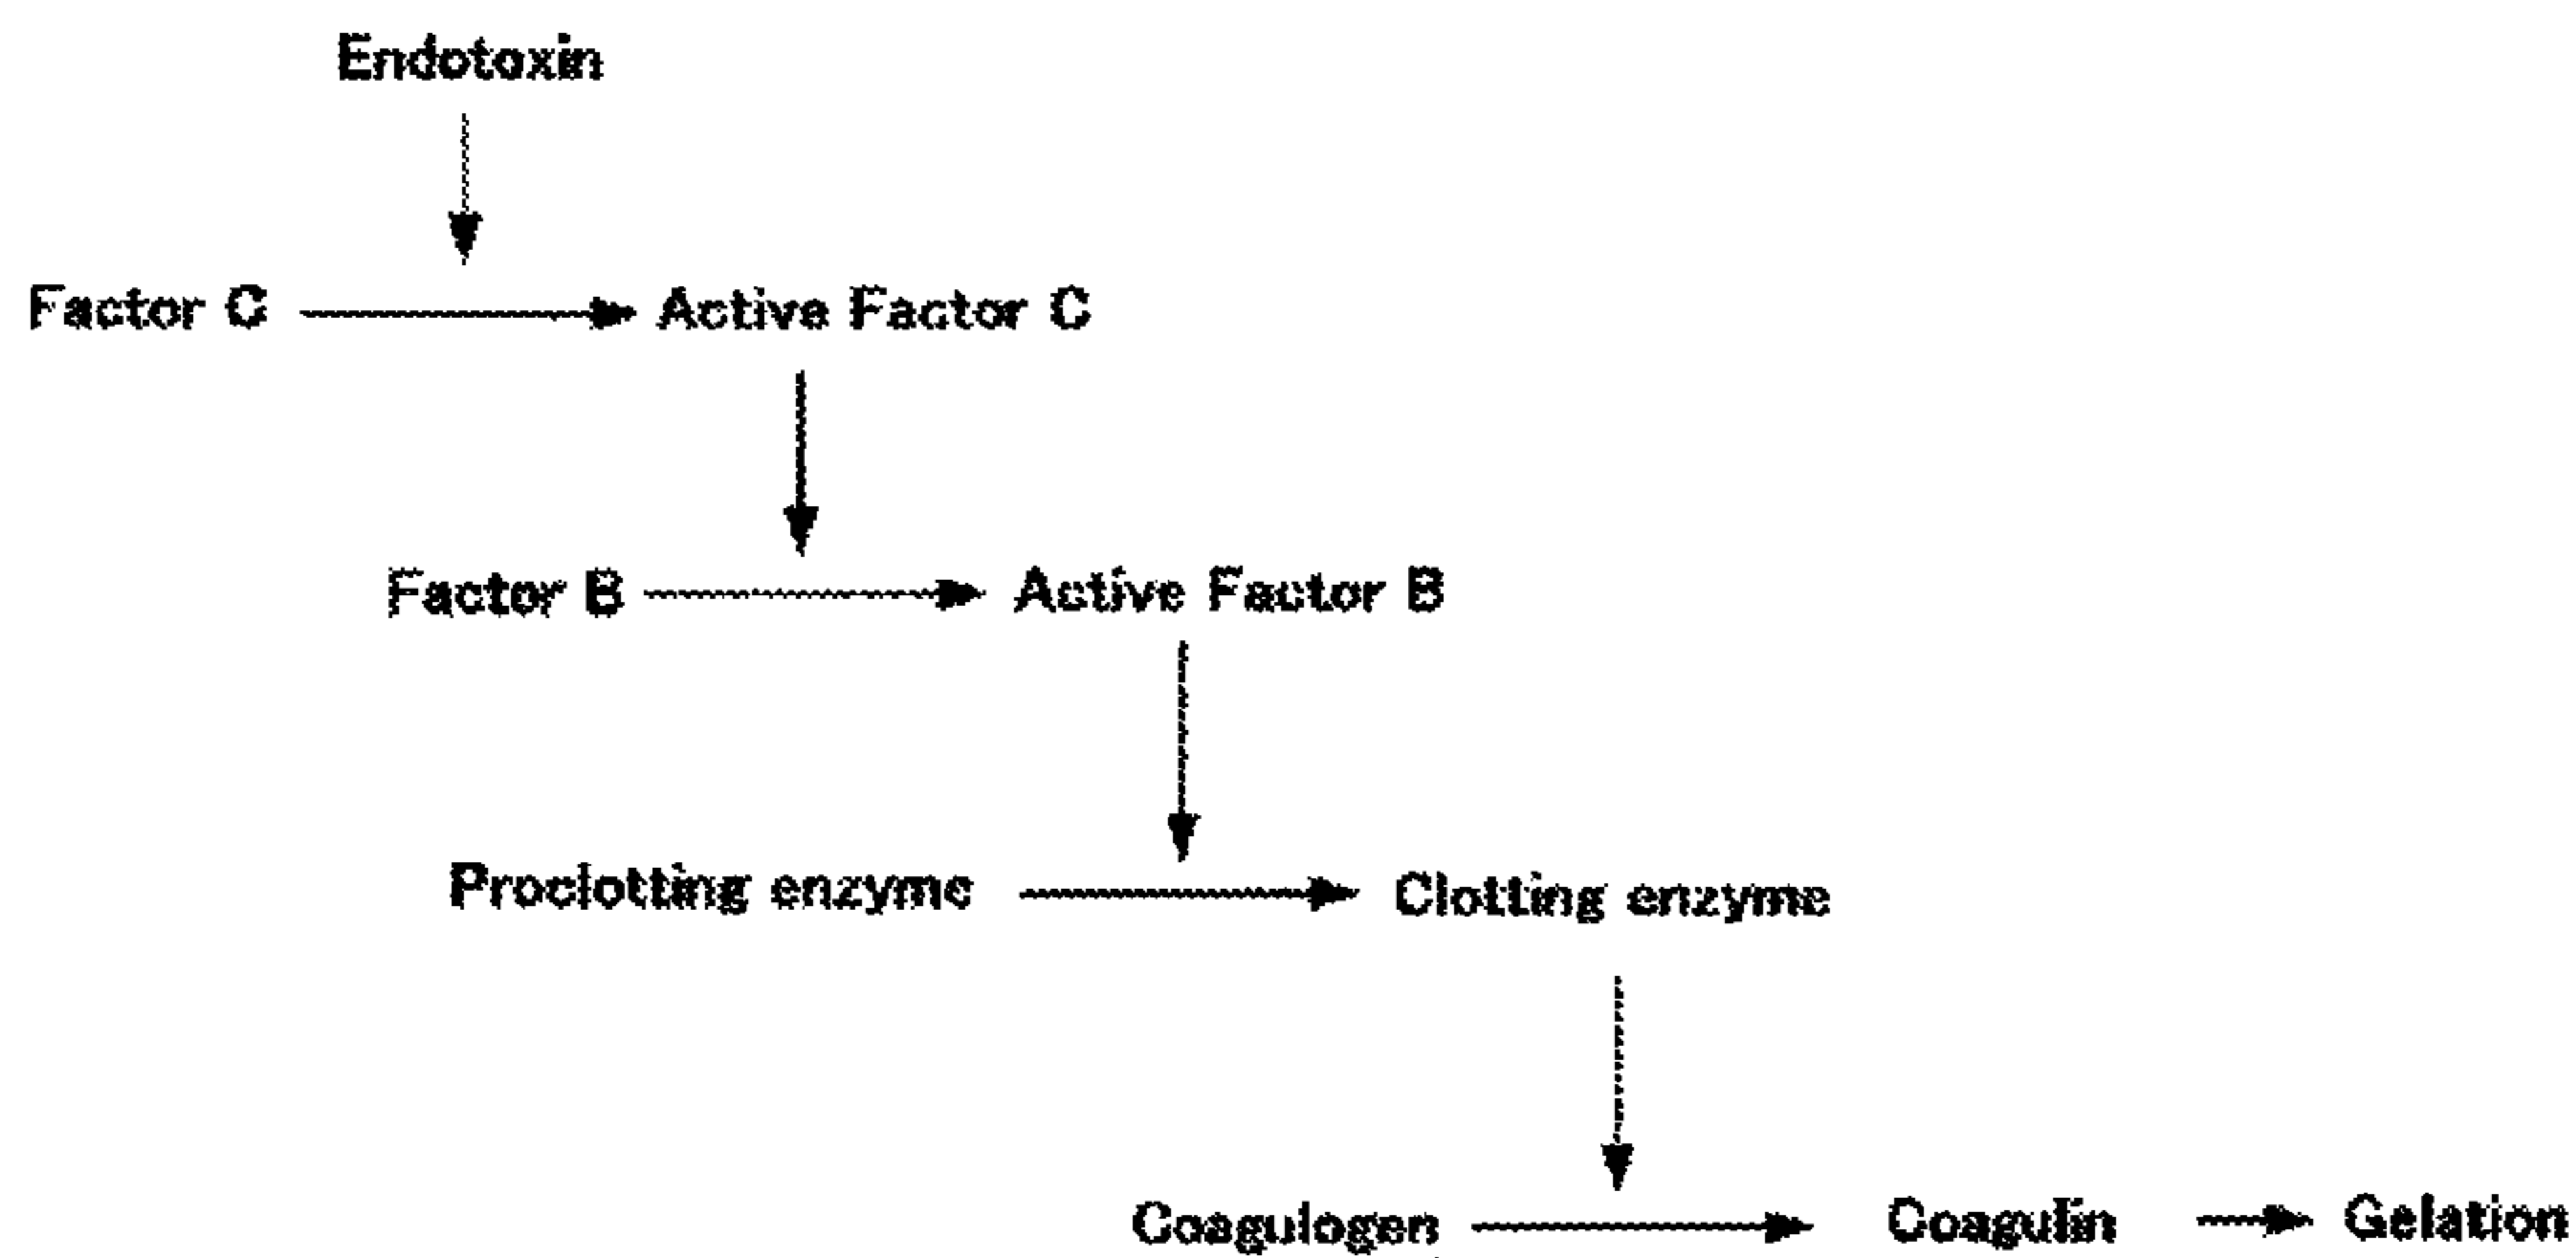 Endotoxin
Factor C Active Factor C
Factor B Active Factor B
Proclotting enzyme Clotting enzyme
Coagulogen Coagulin Gelation